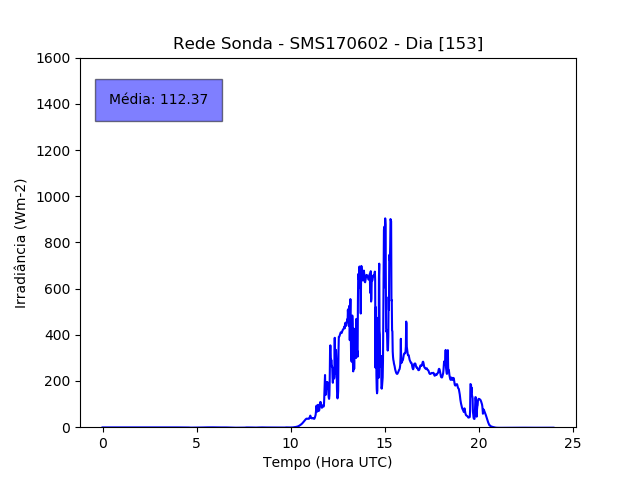 Rede Sonda - SMS170602 - Dia [153]
1600
1400
1200
1000
800
600
400
200
0
Irradiância (Wm-2)
Média: 112.37
0 5 10 15 20 25
Tempo (Hora UTC)